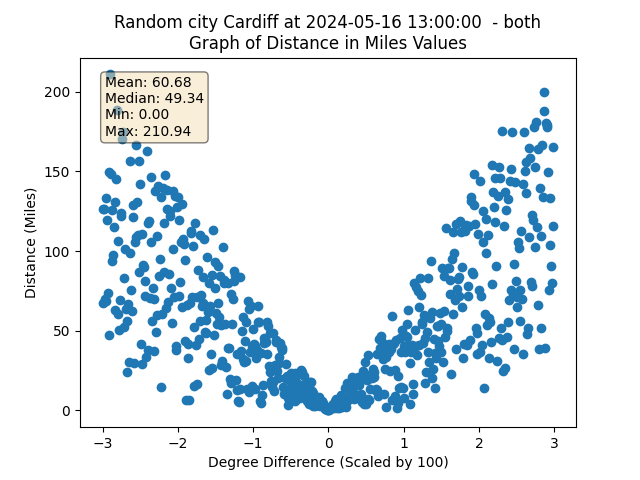 Random city Cardiff at 2024-05-16 13:00:00  - both
Graph of Distance in Miles Values
Mean: 60.68
Median: 49.34
Min: 0.00
Max: 210.94
Distance (Miles)
200
150
100
50
0
−3 −2 −1 0 1 2 3
Degree Difference (Scaled by 100)